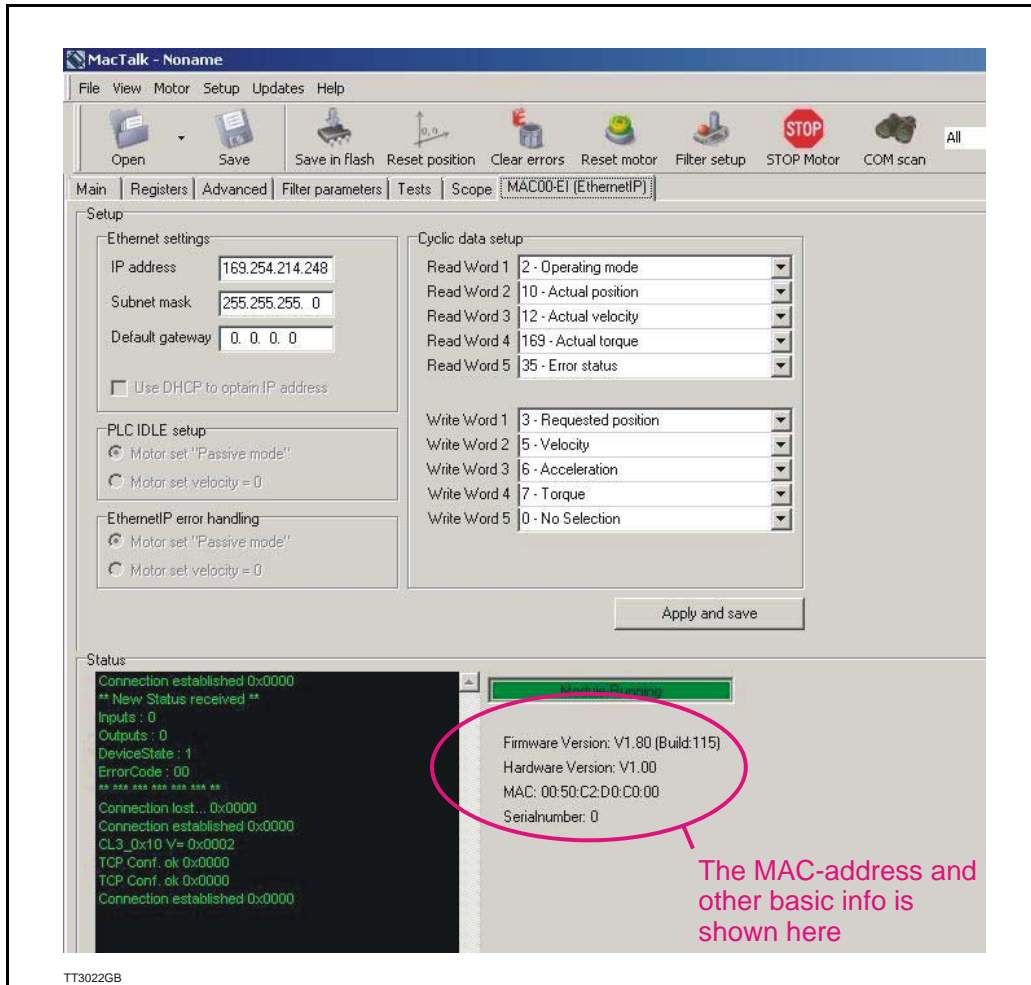 MacTalk - Noname
File View Motor Setup Updates Help
Open Save Save in flash Reset position Clear errors Reset motor Filter setup STOP Motor COM scan All
0,0
E
STOP
Main Registers Advanced Filter parameters Tests Scope MAC00-EI (EthernetIP)
Setup
Ethernet settings
IP address 169.254.214.248
Subnet mask 255.255.255. 0
Default gateway 0. 0. 0. 0
Use DHCP to optain IP address
PLC IDLE setup
Motor set "Passive mode"
Motor set velocity = 0
EthernetIP error handling
Motor set "Passive mode"
Motor set velocity = 0
Cyclic data setup
Read Word 1 2 - Operating mode
Read Word 2 10 - Actual position
Read Word 3 12 - Actual velocity
Read Word 4 169 - Actual torque
Read Word 5 35 - Error status
Write Word 1 3 - Requested position
Write Word 2 5 - Velocity
Write Word 3 6 - Acceleration
Write Word 4 7 - Torque
Write Word 5 0 - No Selection
Apply and save
Status
Connection established 0x0000
** New Status received **
Inputs : 0
Outputs : 0
DeviceState : 1
ErrorCode : 00
** *** *** *** *** *** **
Connection lost... 0x0000
Connection established 0x0000
CL3_0x10 V= 0x0002
TCP Conf. ok 0x0000
TCP Conf. ok 0x0000
Connection established 0x0000
Module Running
Firmware Version: V1.80 (Build:115)
Hardware Version: V1.00
MAC: 00:50:C2:D0:C0:00
Serialnumber: 0
The MAC-address and
other basic info is
shown here
TT3022GB